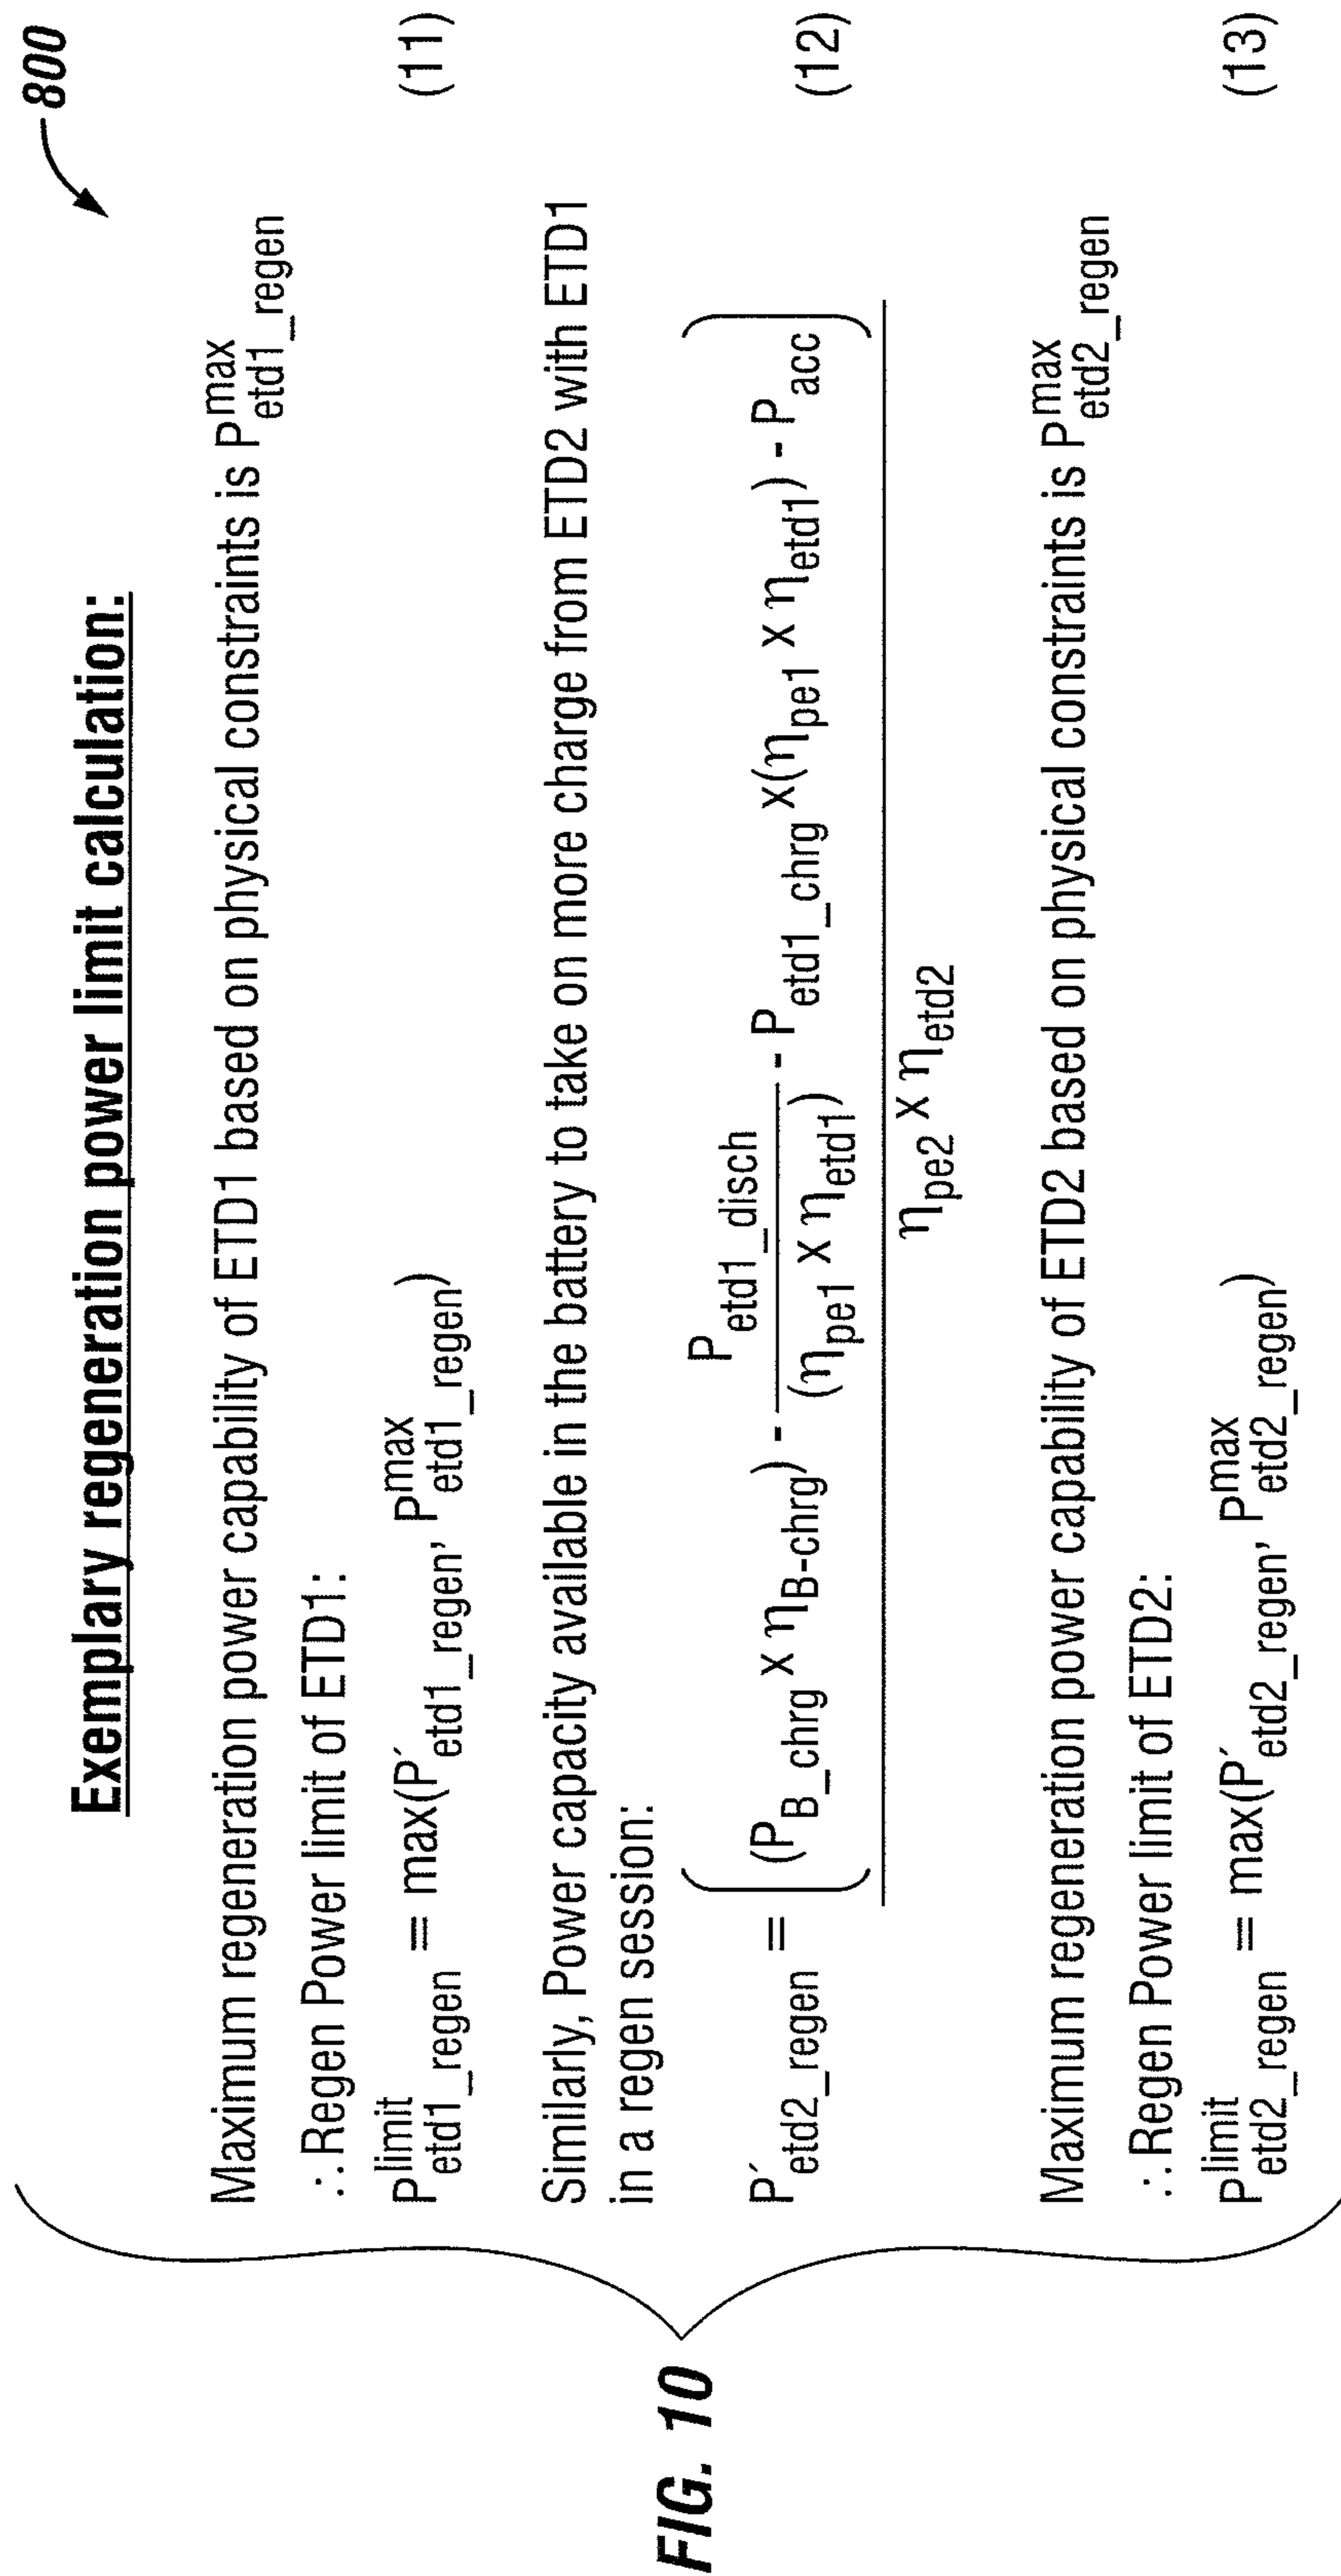 800
Exemplary regeneration power limit calculation:
Maximum regeneration power capability of ETD1 based on physical constraints is P^max_etd1_regen
∴Regen Power limit of ETD1:
P^limit_etd1_regen = max(P′_etd1_regen, P^max_etd1_regen) (11)
Similarly, Power capacity available in the battery to take on more charge from ETD2 with ETD1
in a regen session:
P′_etd2_regen = ((P_B_chrg x η_B-chrg) - P_etd1_disch / (η_pe1 x η_etd1) - P_etd1_chrg x(η_pe1 x η_etd1) - P_acc) / η_pe2 x η_etd2 (12)
Maximum regeneration power capability of ETD2 based on physical constraints is P^max_etd2_regen
∴Regen Power limit of ETD2:
P^limit_etd2_regen = max(P′_etd2_regen, P^max_etd2_regen) (13)
FIG. 10